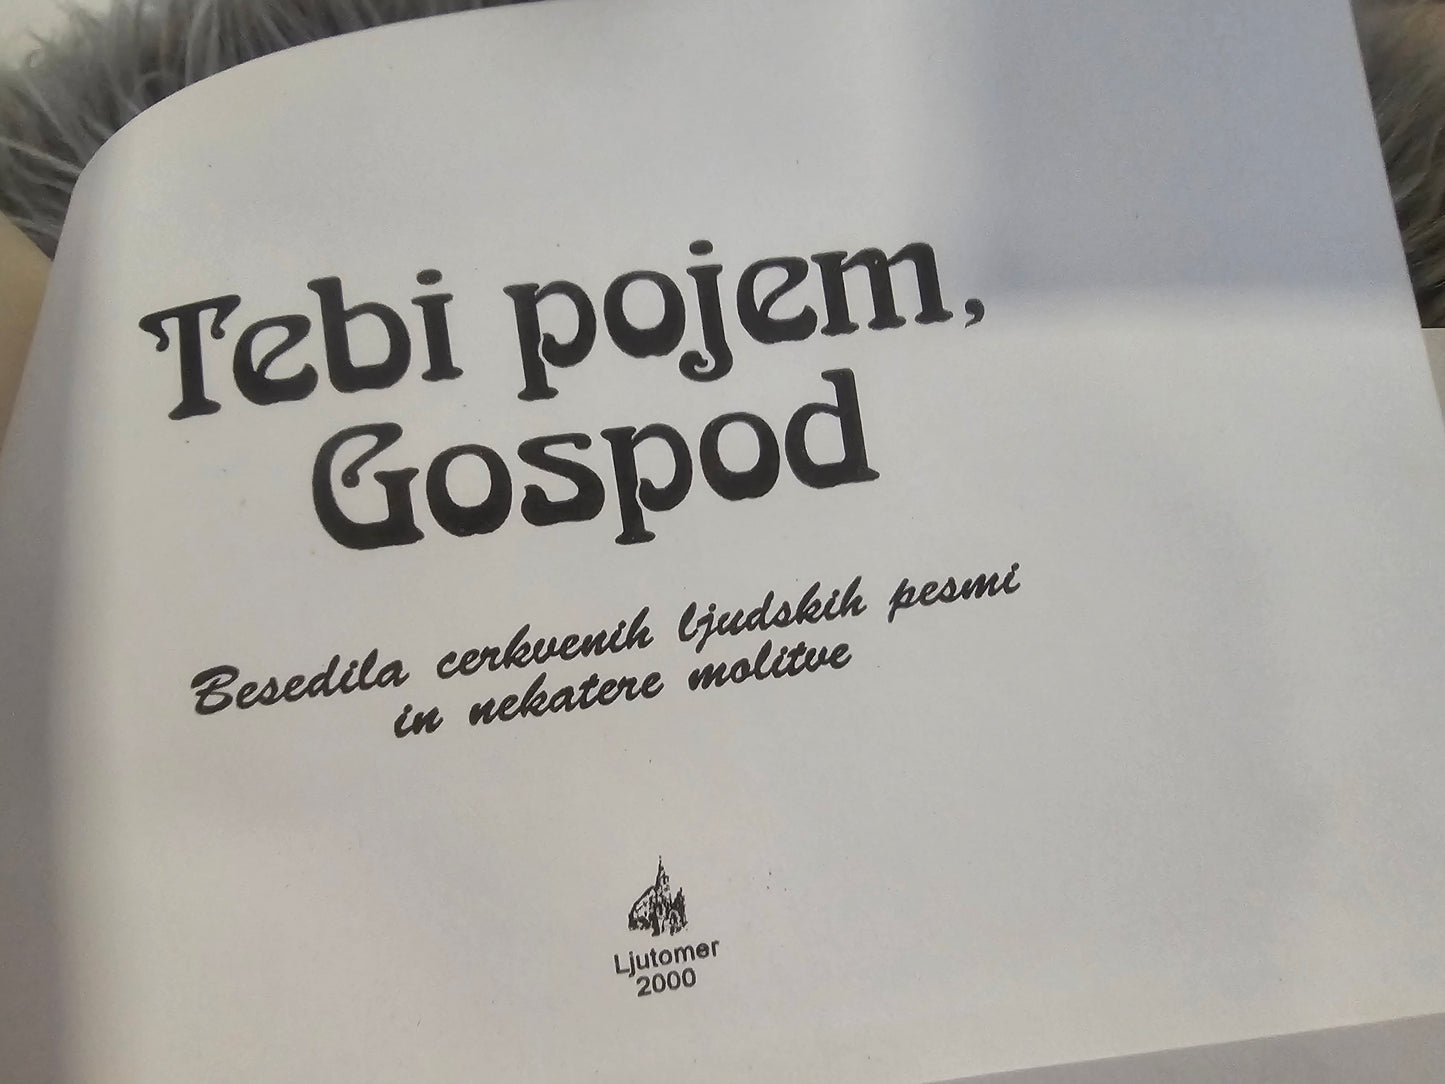 Tebi pojem,
Gospod
Besedila cerkvenih ljudskih pesmi
in nekatere molitve
Ljutomer
2000